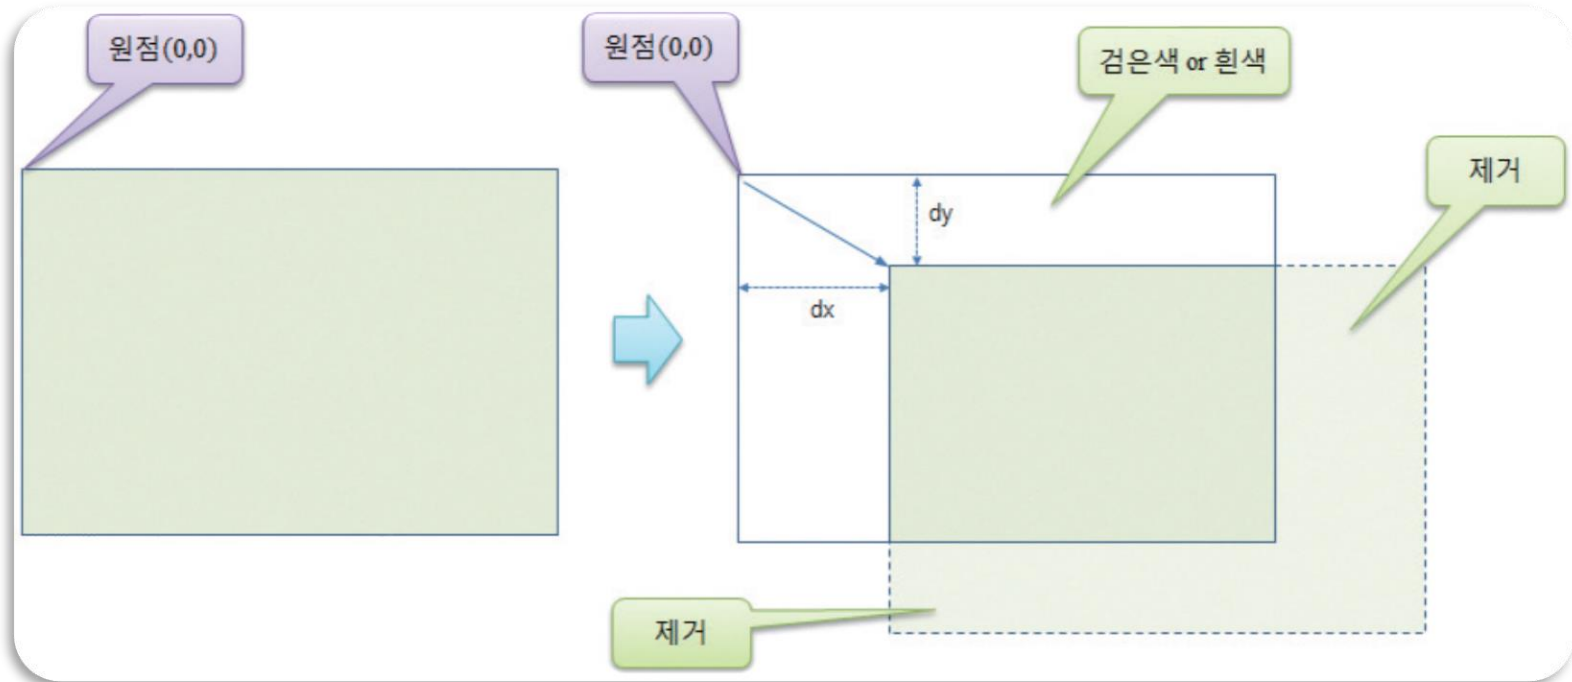 원점(0,0)
원점(0,0)
검은색 or 흰색
제거
dy
dx
제거